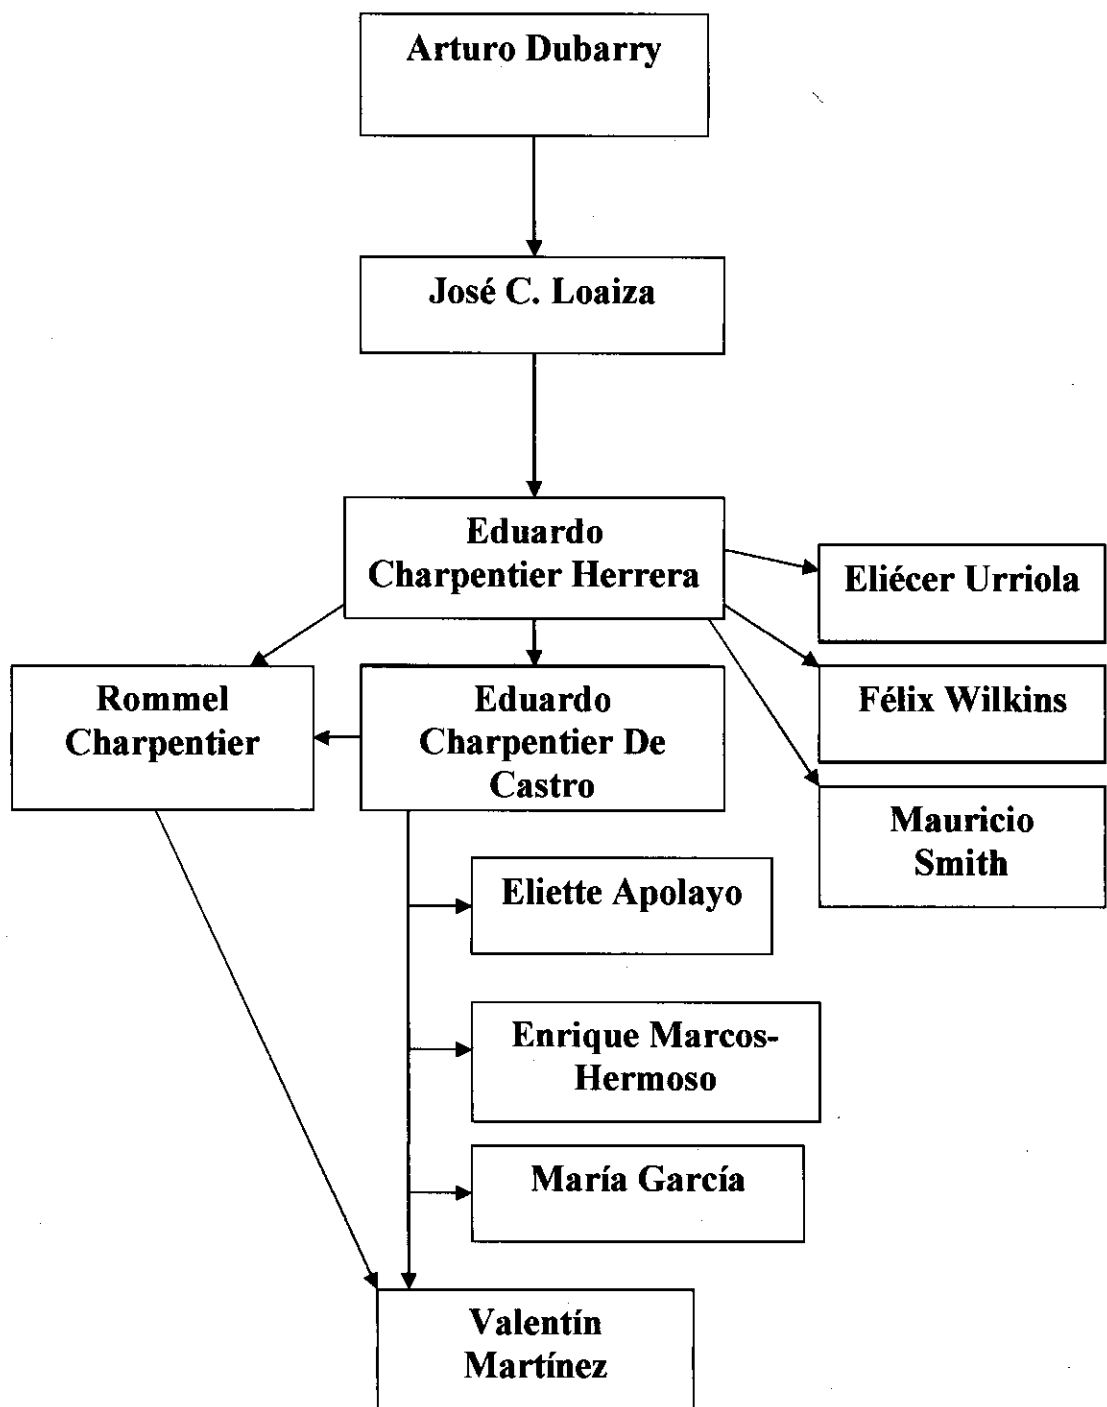 Arturo Dubarry
José C. Loaiza
Eduardo
Charpentier Herrera
Eliécer Urriola
Rommel
Charpentier
Eduardo
Charpentier De
Castro
Félix Wilkins
Mauricio
Smith
Eliette Apolayo
Enrique Marcos-
Hermoso
María García
Valentín
Martínez